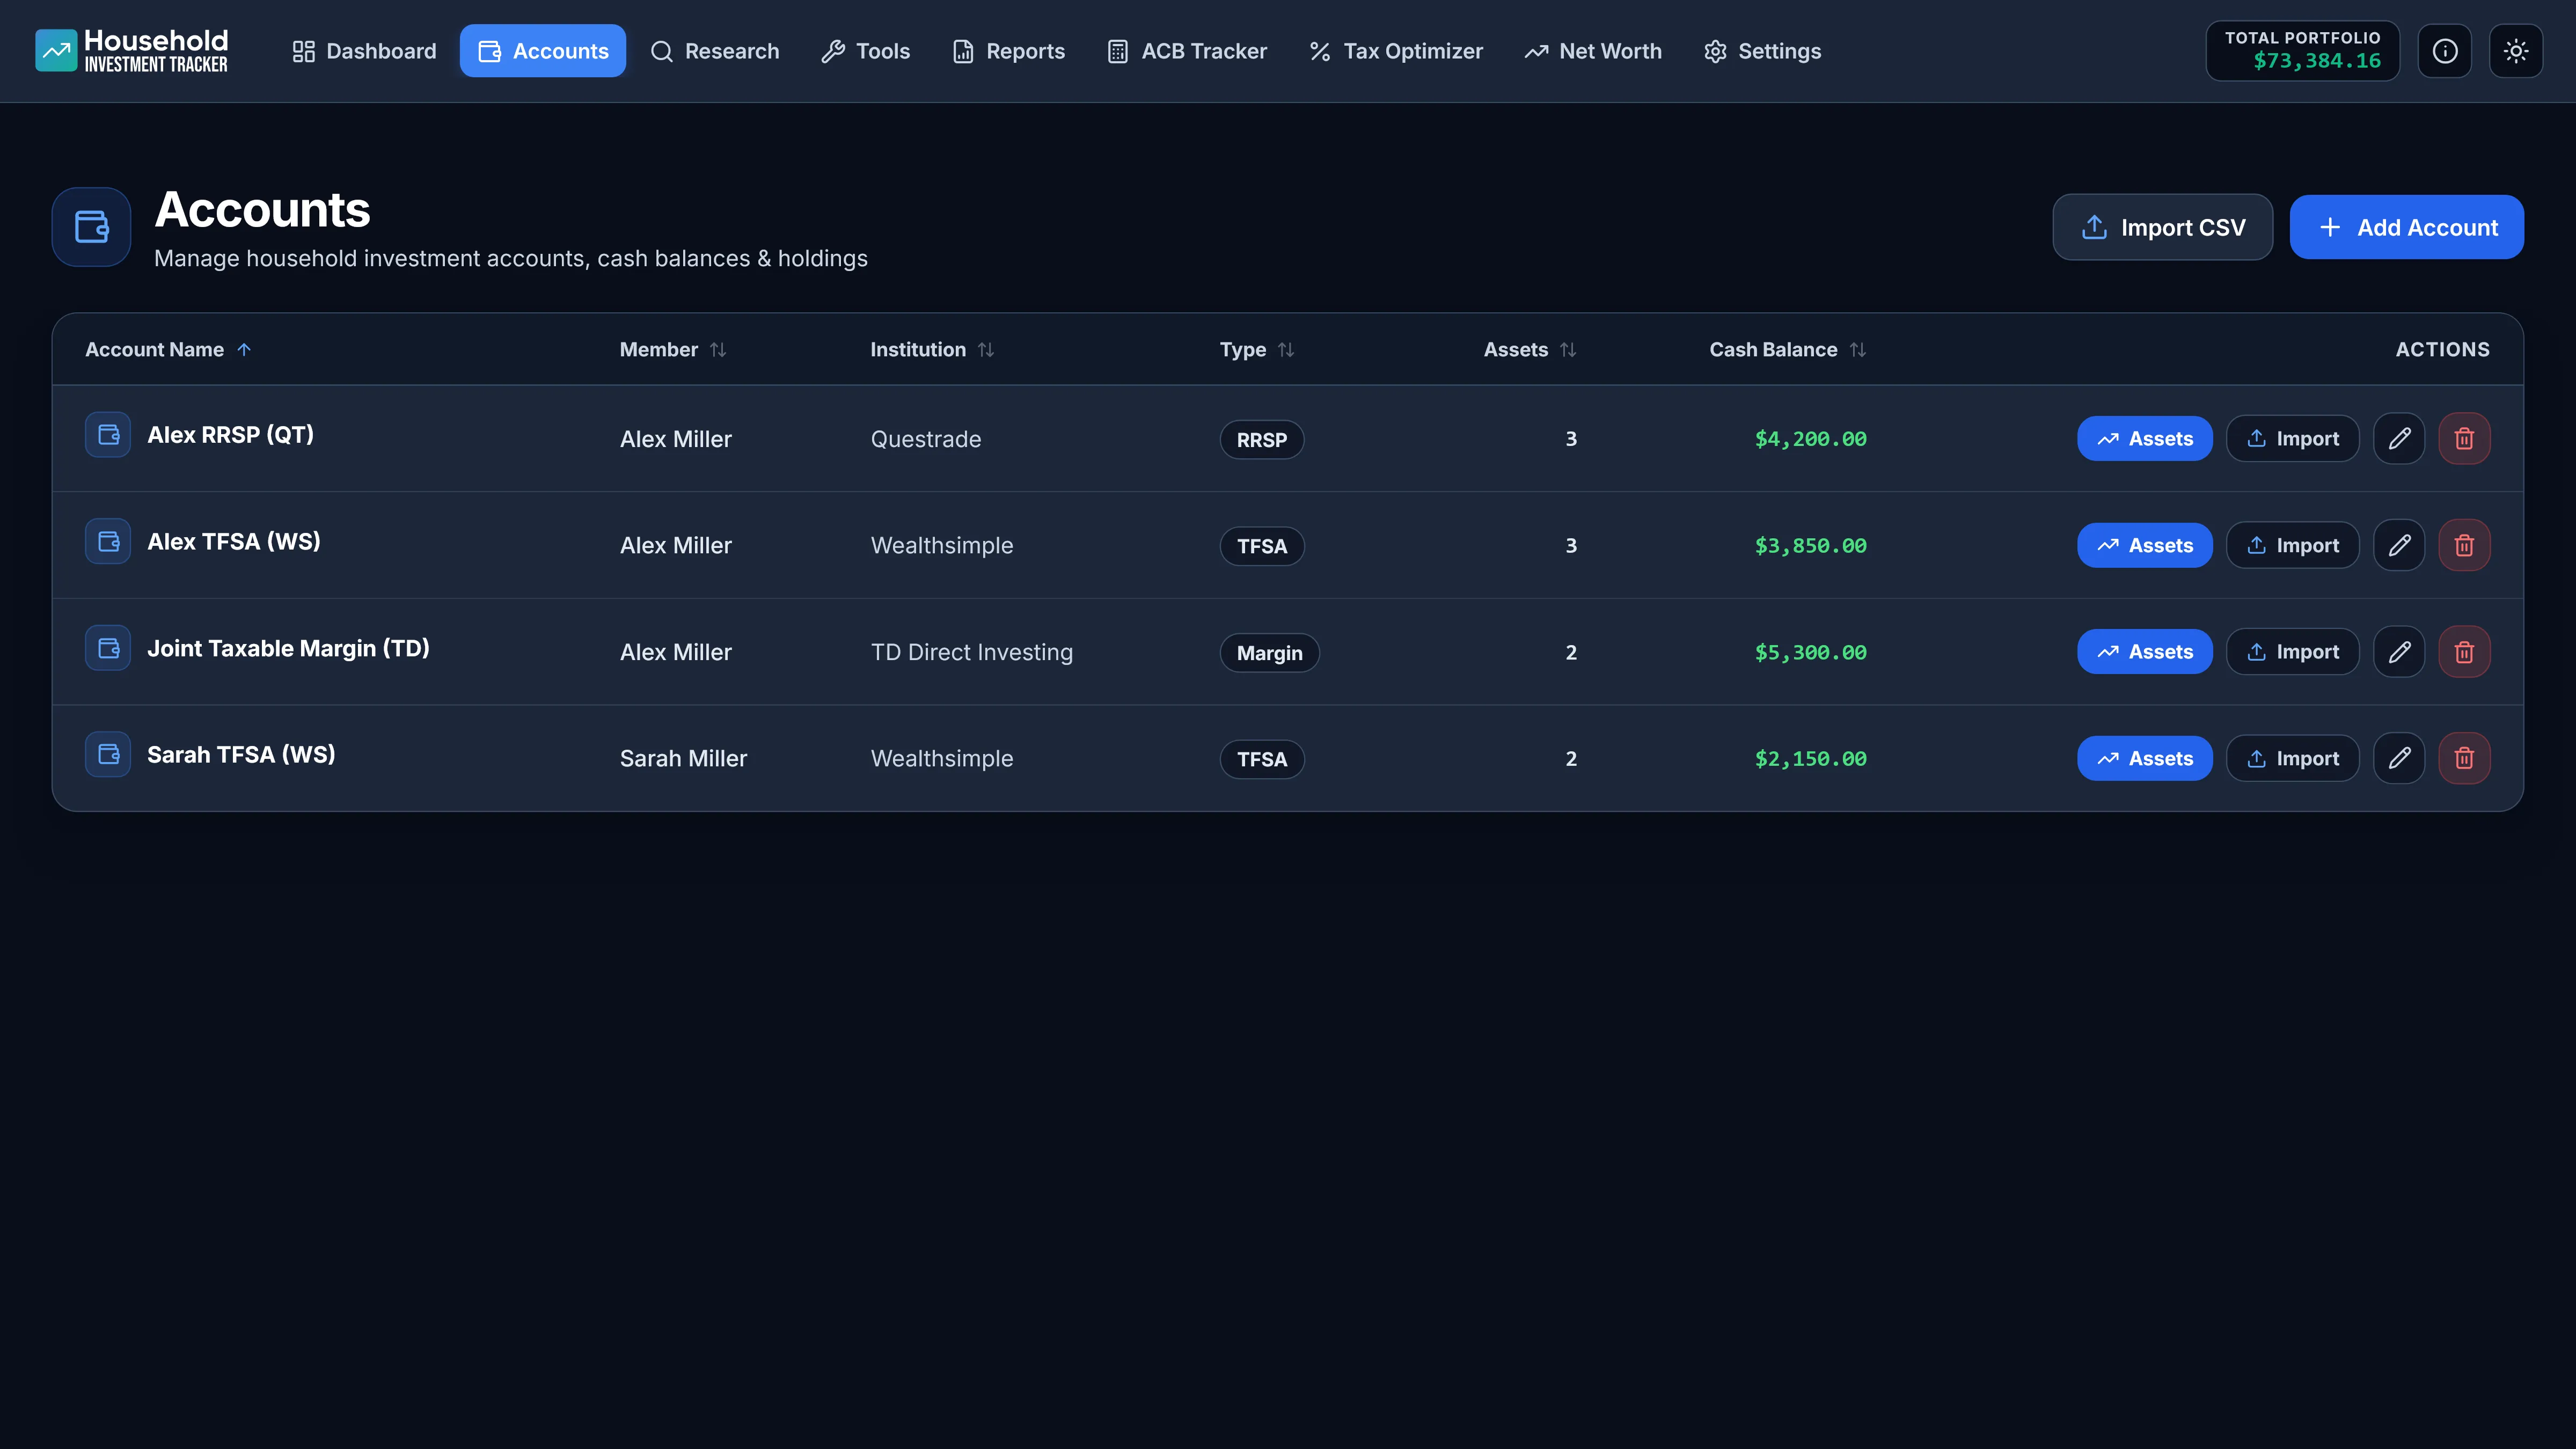 Household
INVESTMENT TRACKER
Dashboard
Accounts
Research
Tools
Reports
ACB Tracker
Tax Optimizer
Net Worth
Settings
TOTAL PORTFOLIO
$73,384.16
Accounts
Manage household investment accounts, cash balances & holdings
Import CSV
Add Account
Account Name Member Institution Type Assets Cash Balance ACTIONS
Alex RRSP (QT) Alex Miller Questrade RRSP 3 $4,200.00 Assets Import
Alex TFSA (WS) Alex Miller Wealthsimple TFSA 3 $3,850.00 Assets Import
Joint Taxable Margin (TD) Alex Miller TD Direct Investing Margin 2 $5,300.00 Assets Import
Sarah TFSA (WS) Sarah Miller Wealthsimple TFSA 2 $2,150.00 Assets Import